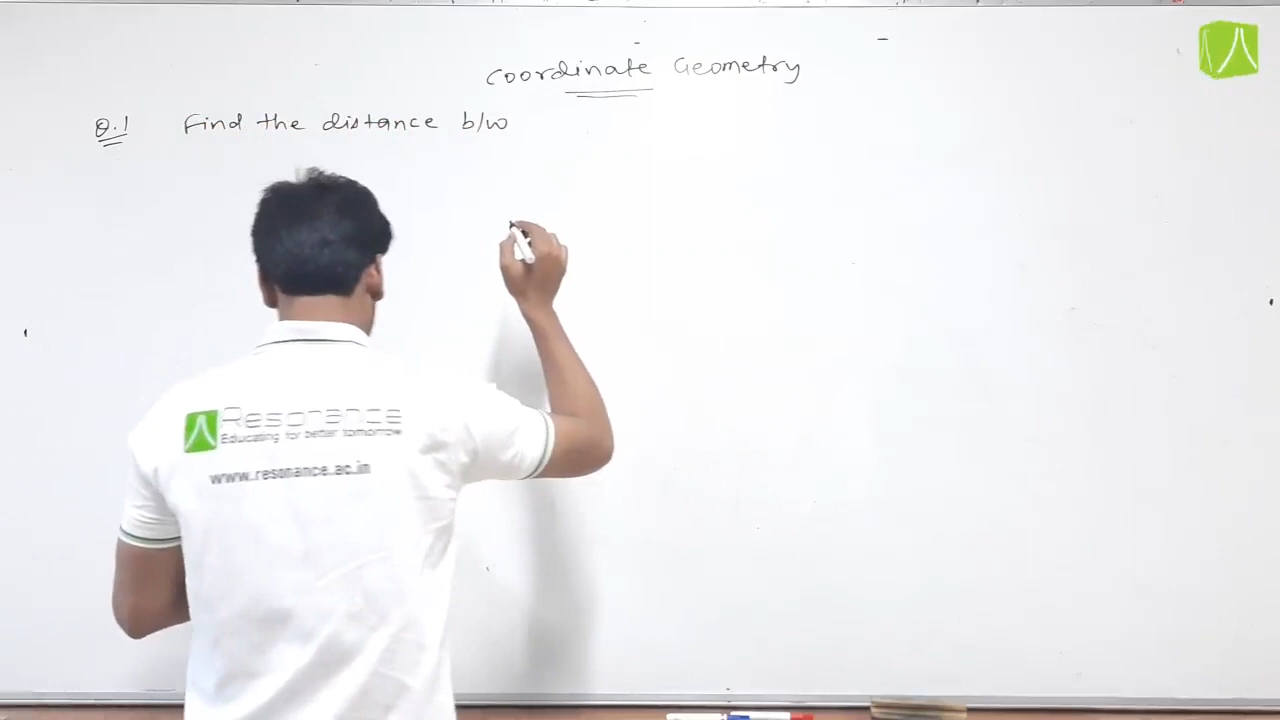 Coordinate Geometry
Q.1 Find the distance b/w
Resonance
Educating for better tomorrow
www.resonance.ac.in